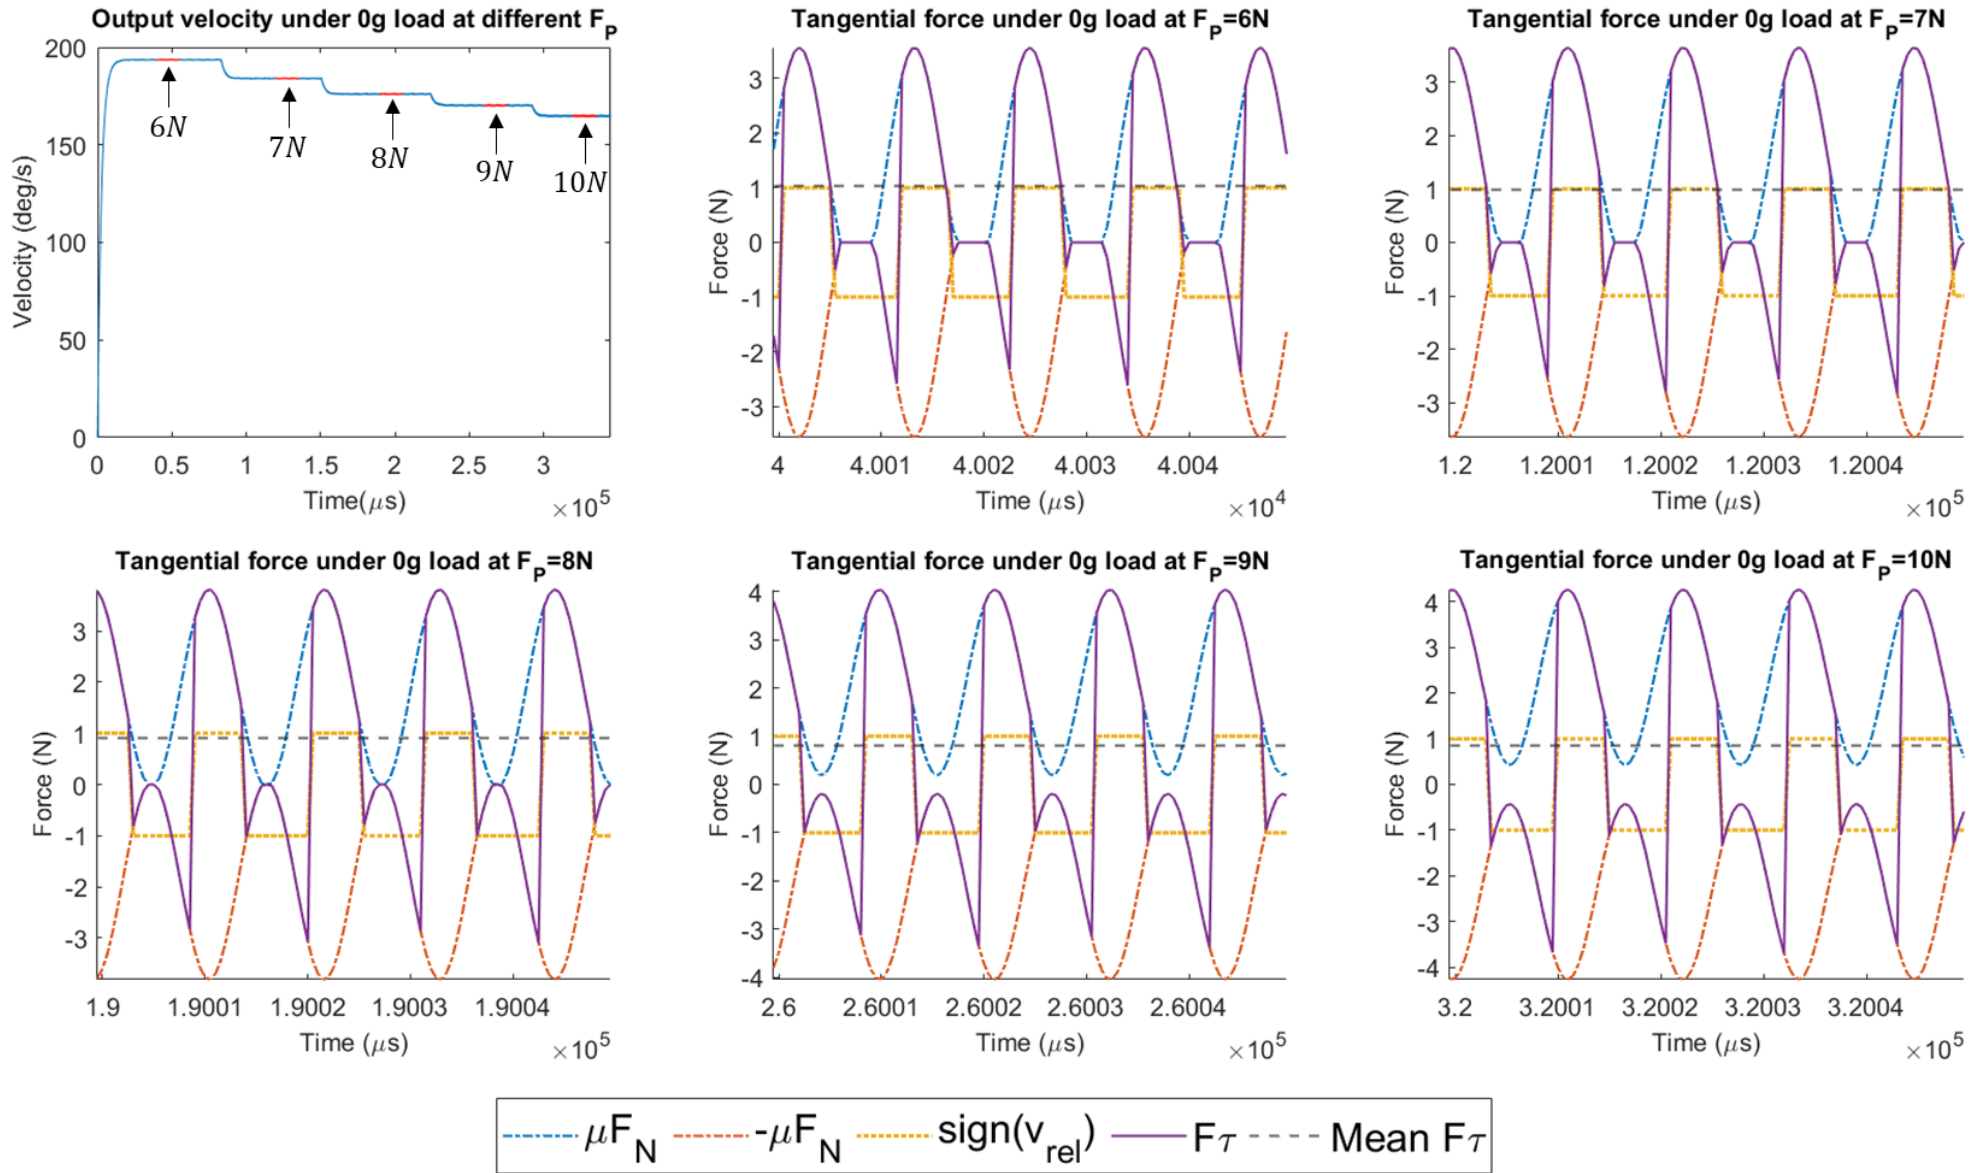 Output velocity under 0g load at different F_P
200
150
100
50
0
Velocity (deg/s)
6N
7N
8N
9N
10N
0 0.5 1 1.5 2 2.5 3
Time(μs)
×10^5
Tangential force under 0g load at F_P=6N
3
2
1
0
-1
-2
-3
Force (N)
4 4.001 4.002 4.003 4.004
Time (μs)
×10^4
Tangential force under 0g load at F_P=7N
3
2
1
0
-1
-2
-3
Force (N)
1.2 1.2001 1.2002 1.2003 1.2004
Time (μs)
×10^5
Tangential force under 0g load at F_P=8N
3
2
1
0
-1
-2
-3
Force (N)
1.9 1.9001 1.9002 1.9003 1.9004
Time (μs)
×10^5
Tangential force under 0g load at F_P=9N
4
3
2
1
0
-1
-2
-3
-4
Force (N)
2.6 2.6001 2.6002 2.6003 2.6004
Time (μs)
×10^5
Tangential force under 0g load at F_P=10N
4
3
2
1
0
-1
-2
-3
-4
Force (N)
3.2 3.2001 3.2002 3.2003 3.2004
Time (μs)
×10^5
μF_N -μF_N sign(v_rel) Fτ Mean Fτ